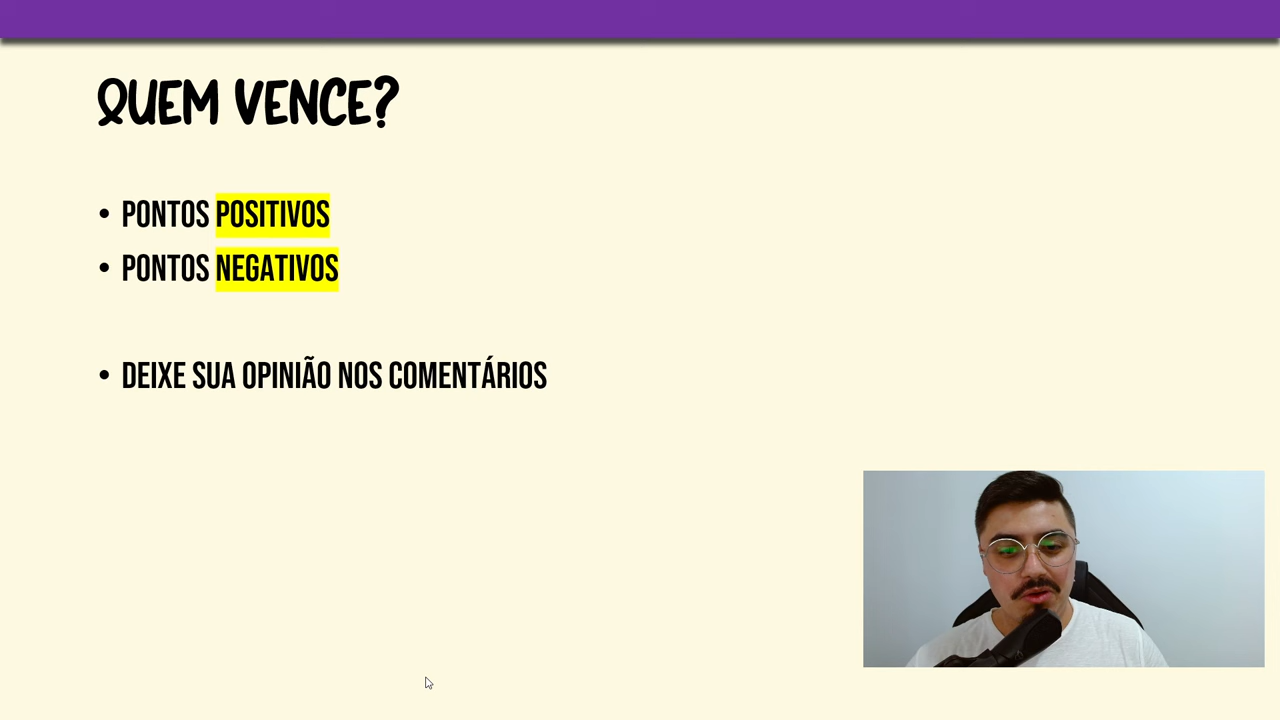 QUEM VENCE?
• PONTOS POSITIVOS
• PONTOS NEGATIVOS
• DEIXE SUA OPINIÃO NOS COMENTÁRIOS